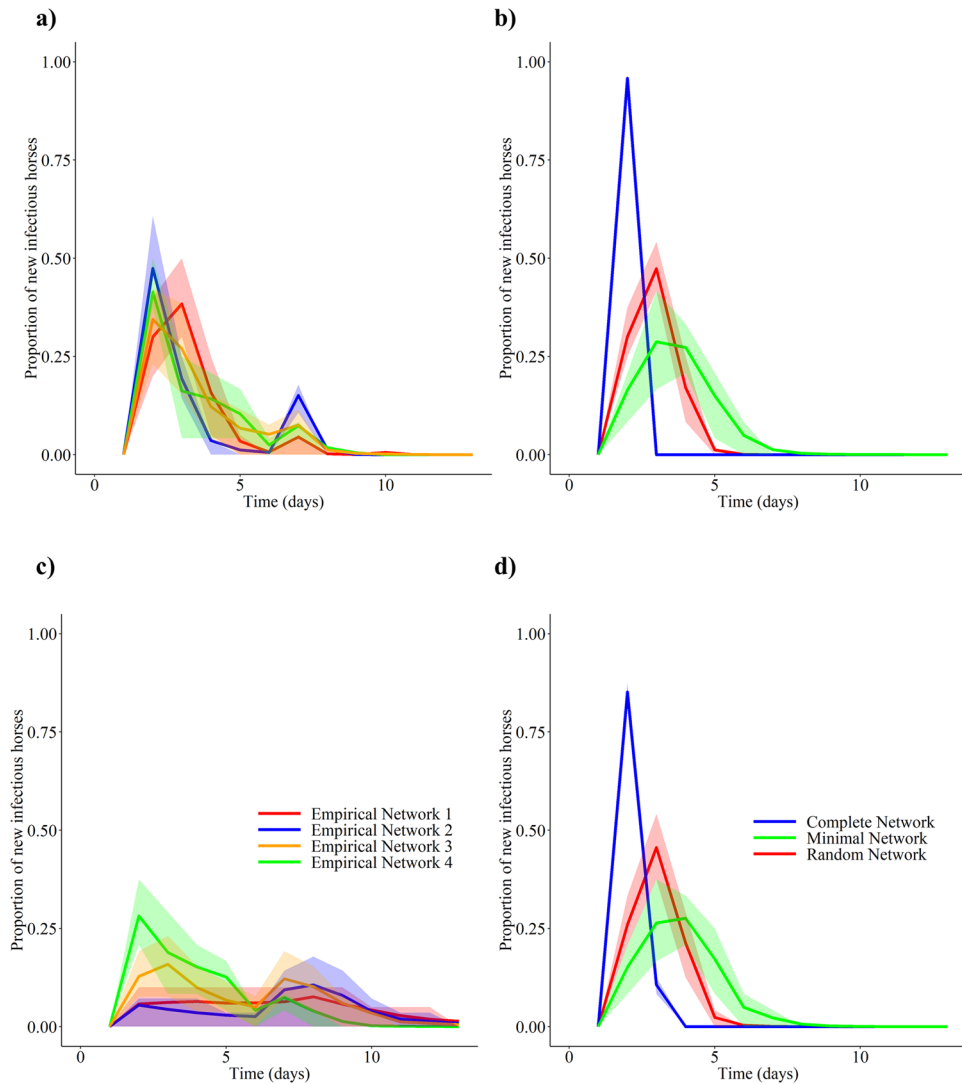 a)
Proportion of new infectious horses
1.00
0.75
0.50
0.25
0.00
0
5
10
Time (days)
b)
Proportion of new infectious horses
1.00
0.75
0.50
0.25
0.00
0
5
10
Time (days)
c)
Proportion of new infectious horses
1.00
0.75
0.50
0.25
0.00
Empirical Network 1
Empirical Network 2
Empirical Network 3
Empirical Network 4
0
5
10
Time (days)
d)
Proportion of new infectious horses
1.00
0.75
0.50
0.25
0.00
Complete Network
Minimal Network
Random Network
0
5
10
Time (days)